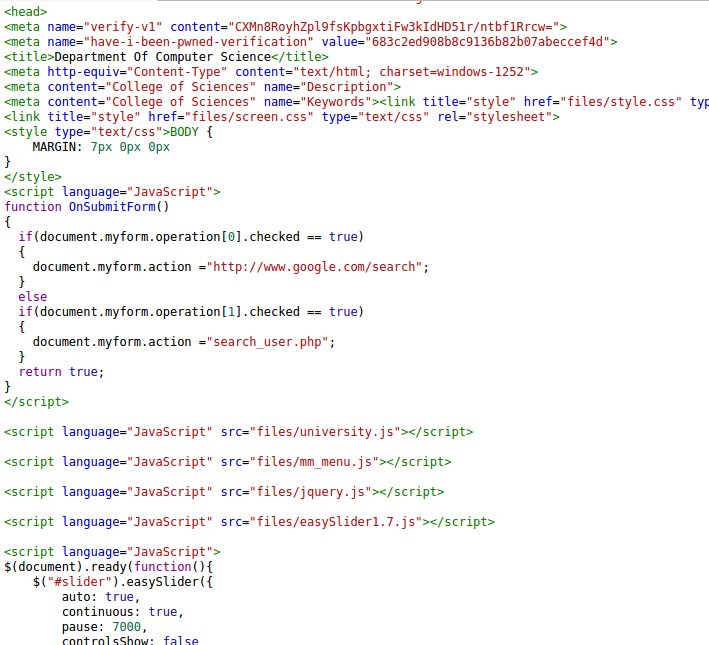 <head>
<meta name="verify-v1" content="CXMn8RoyhZpl9fsKpbgxtiFw3kIdHD51r/ntbf1Rrcw=">
<meta name="have-i-been-pwned-verification" value="683c2ed908b8c9136b82b07abeccef4d">
<title>Department Of Computer Science</title>
<meta http-equiv="Content-Type" content="text/html; charset=windows-1252">
<meta content="College of Sciences" name="Description">
<meta content="College of Sciences" name="Keywords"><link title="style" href="files/style.css" typ
<link title="style" href="files/screen.css" type="text/css" rel="stylesheet">
<style type="text/css">BODY {
    MARGIN: 7px 0px 0px
}
</style>
<script language="JavaScript">
function OnSubmitForm()
{
  if(document.myform.operation[0].checked == true)
  {
    document.myform.action ="http://www.google.com/search";
  }
  else
  if(document.myform.operation[1].checked == true)
  {
    document.myform.action ="search_user.php";
  }
  return true;
}
</script>
<script language="JavaScript" src="files/university.js"></script>
<script language="JavaScript" src="files/mm_menu.js"></script>
<script language="JavaScript" src="files/jquery.js"></script>
<script language="JavaScript" src="files/easySlider1.7.js"></script>
<script language="JavaScript">
$(document).ready(function(){
    $("#slider").easySlider({
        auto: true,
        continuous: true,
        pause: 7000,
        controlsShow: false